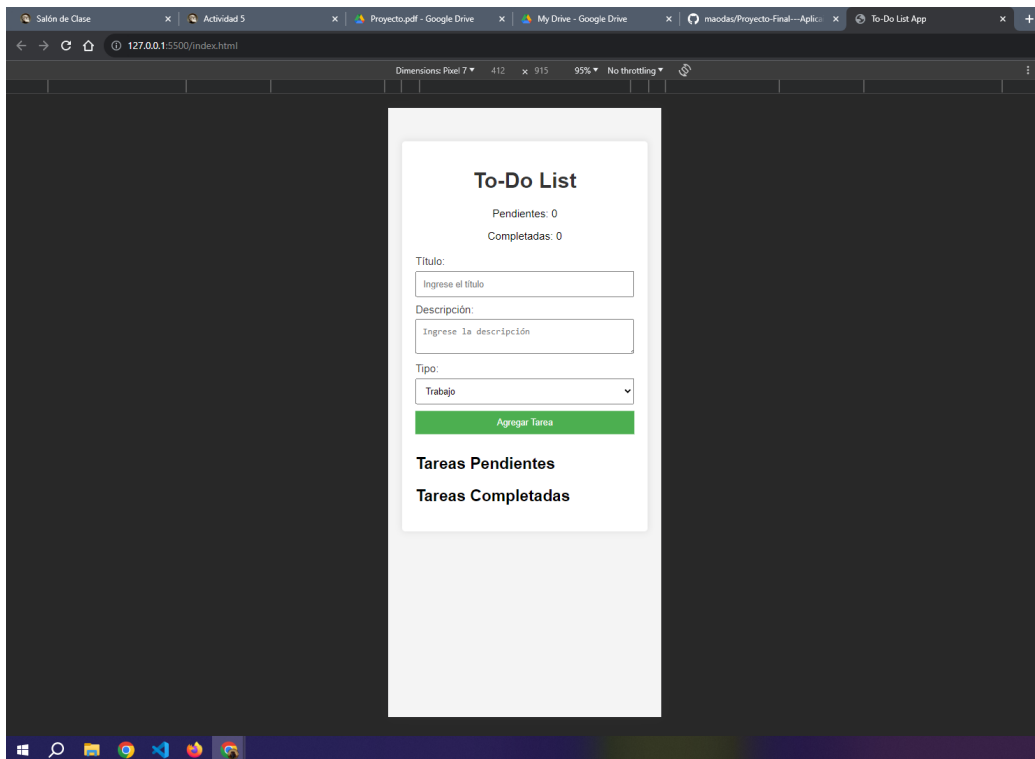 Salón de Clase
Actividad 5
Proyecto.pdf - Google Drive
My Drive - Google Drive
maodas/Proyecto-Final---Aplica
To-Do List App
127.0.0.1:5500/index.html
Dimensions: Pixel 7 ▼ 412 x 915 95% ▼ No throttling ▼
To-Do List
Pendientes: 0
Completadas: 0
Título:
Ingrese el título
Descripción:
Ingrese la descripción
Tipo:
Trabajo
Agregar Tarea
Tareas Pendientes
Tareas Completadas